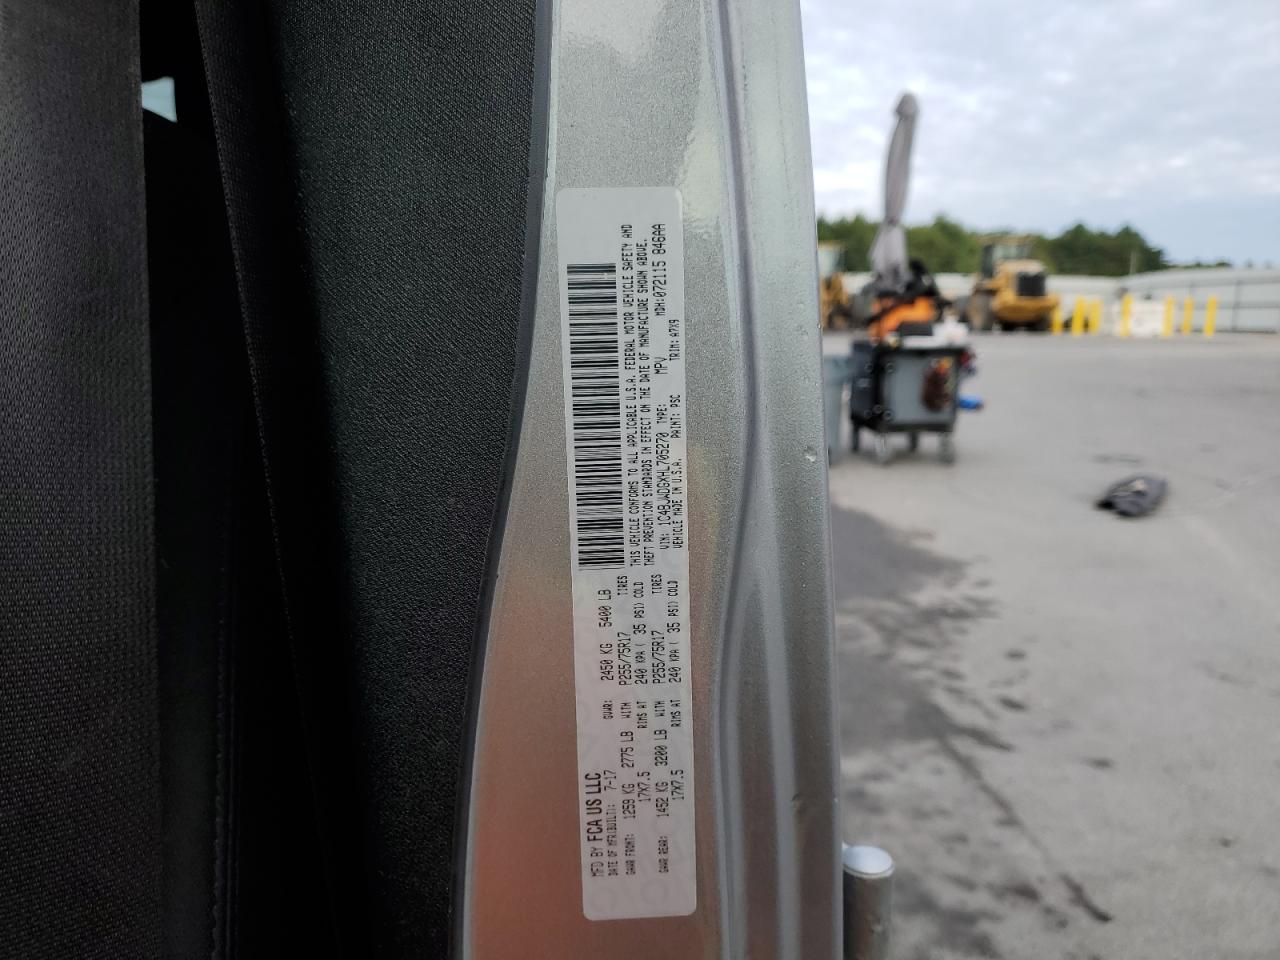 MFD BY FCA US LLC
DATE OF MFR(BUILT): 7-17 GVWR: 2450 KG 5400 LB
GAWR FRONT: 1259 KG 2775 LB WITH P255/75R17 TIRES
17X7.5 RIMS AT 240 KPA ( 35 PSI) COLD
GAWR REAR: 1452 KG 3200 LB WITH P255/75R17 TIRES
17X7.5 RIMS AT 240 KPA ( 35 PSI) COLD
THIS VEHICLE CONFORMS TO ALL APPLICABLE U.S.A. FEDERAL MOTOR VEHICLE SAFETY AND
THEFT PREVENTION STANDARDS IN EFFECT ON THE DATE OF MANUFACTURE SHOWN ABOVE.
VIN: 1C4BJWDGXHL705270 TYPE: MPV MDH:072115 846AA
VEHICLE MADE IN U.S.A. PAINT: PSC TRIM: A7X9